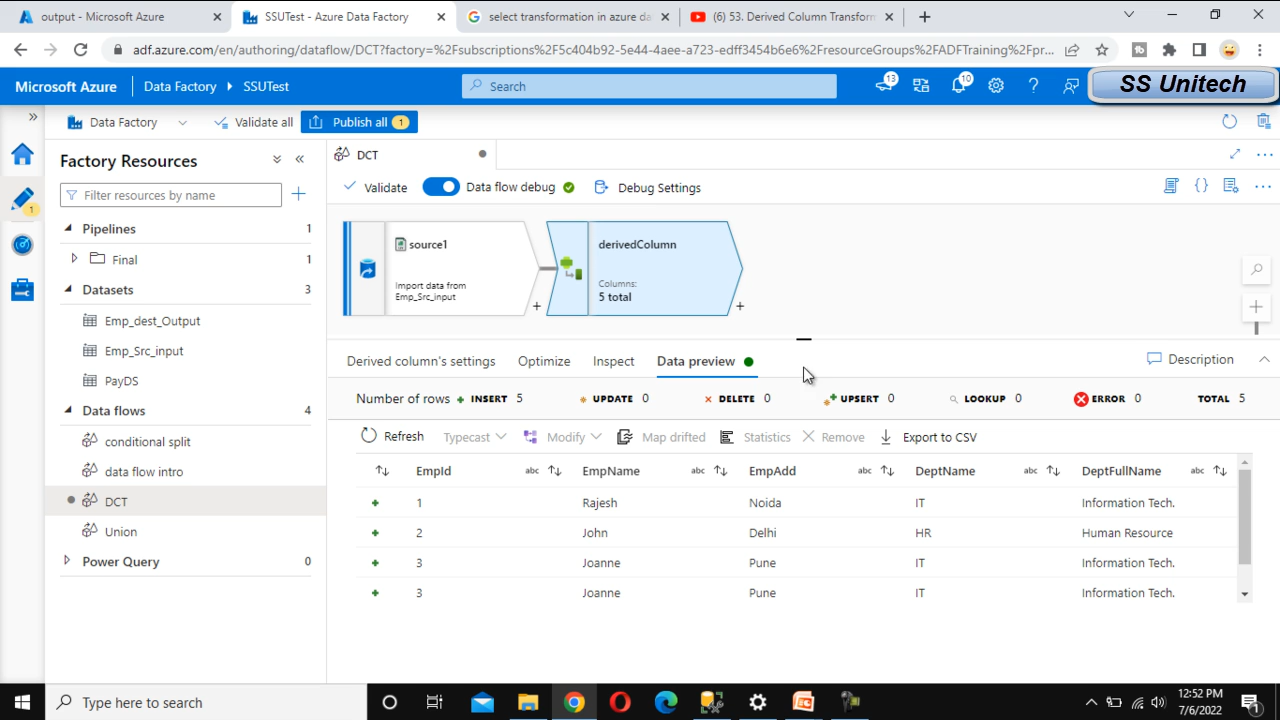 output - Microsoft Azure
SSUTest - Azure Data Factory
select transformation in azure da
(6) 53. Derived Column Transform
adf.azure.com/en/authoring/dataflow/DCT?factory=%2Fsubscriptions%2F5c404b92-5e44-4aee-a723-edff3454b6e6%2FresourceGroups%2FADFTraining%2Fpr...
Microsoft Azure
Data Factory
SSUTest
Search
13
10
SS Unitech
Data Factory
Validate all
Publish all 1
Factory Resources
Filter resources by name
1
Pipelines 1
Final 1
Datasets 3
Emp_dest_Output
Emp_Src_input
PayDS
Data flows 4
conditional split
data flow intro
DCT
Union
Power Query 0
DCT
Validate
Data flow debug
Debug Settings
source1
Import data from
Emp_Src_input
derivedColumn
Columns:
5 total
Derived column's settings
Optimize
Inspect
Data preview
Description
Number of rows INSERT 5 UPDATE 0 DELETE 0 UPSERT 0 LOOKUP 0 ERROR 0 TOTAL 5
Refresh Typecast Modify Map drifted Statistics Remove Export to CSV
EmpId abc EmpName abc EmpAdd abc DeptName abc DeptFullName abc
1 Rajesh Noida IT Information Tech.
2 John Delhi HR Human Resource
3 Joanne Pune IT Information Tech.
3 Joanne Pune IT Information Tech.
Type here to search
12:52 PM
7/6/2022
1